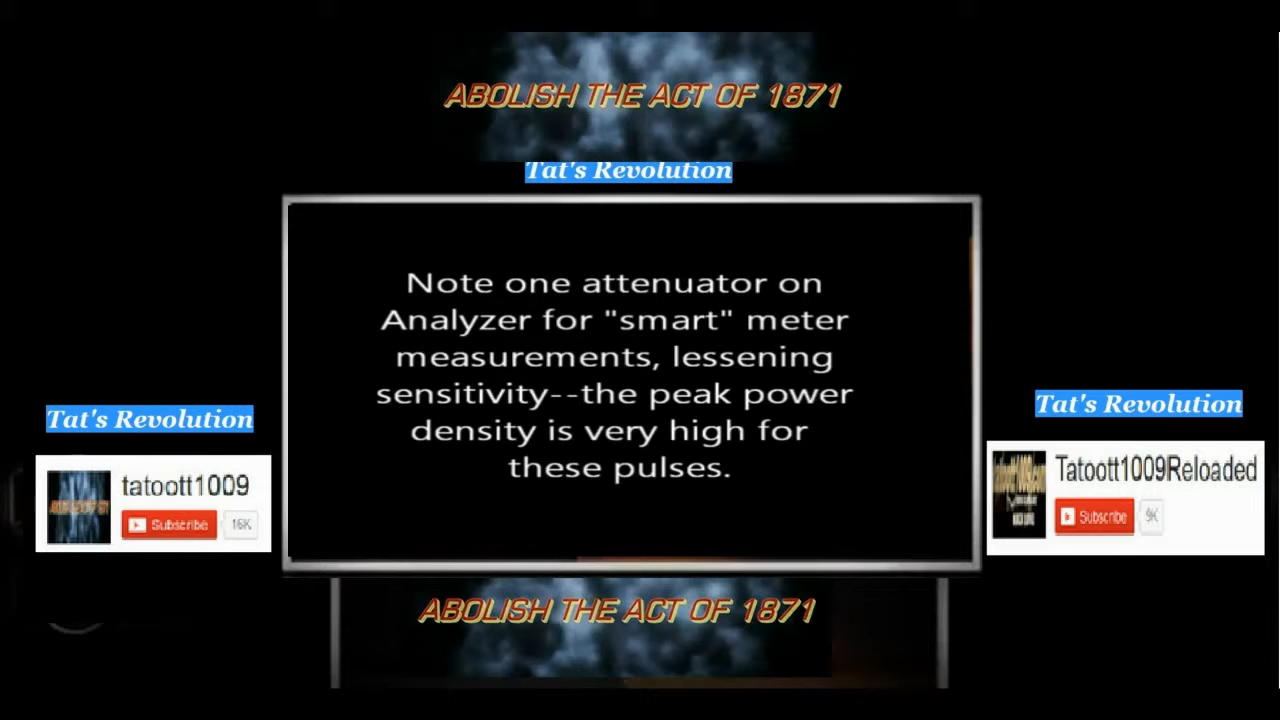 ABOLISH THE ACT OF 1871
Tat's Revolution
Note one attenuator on
Analyzer for "smart" meter
measurements, lessening
sensitivity--the peak power
density is very high for
these pulses.
Tat's Revolution
tatoott1009
Subscribe 16K
Tat's Revolution
Tatoott1009Reloaded
Subscribe 9K
ABOLISH THE ACT OF 1871